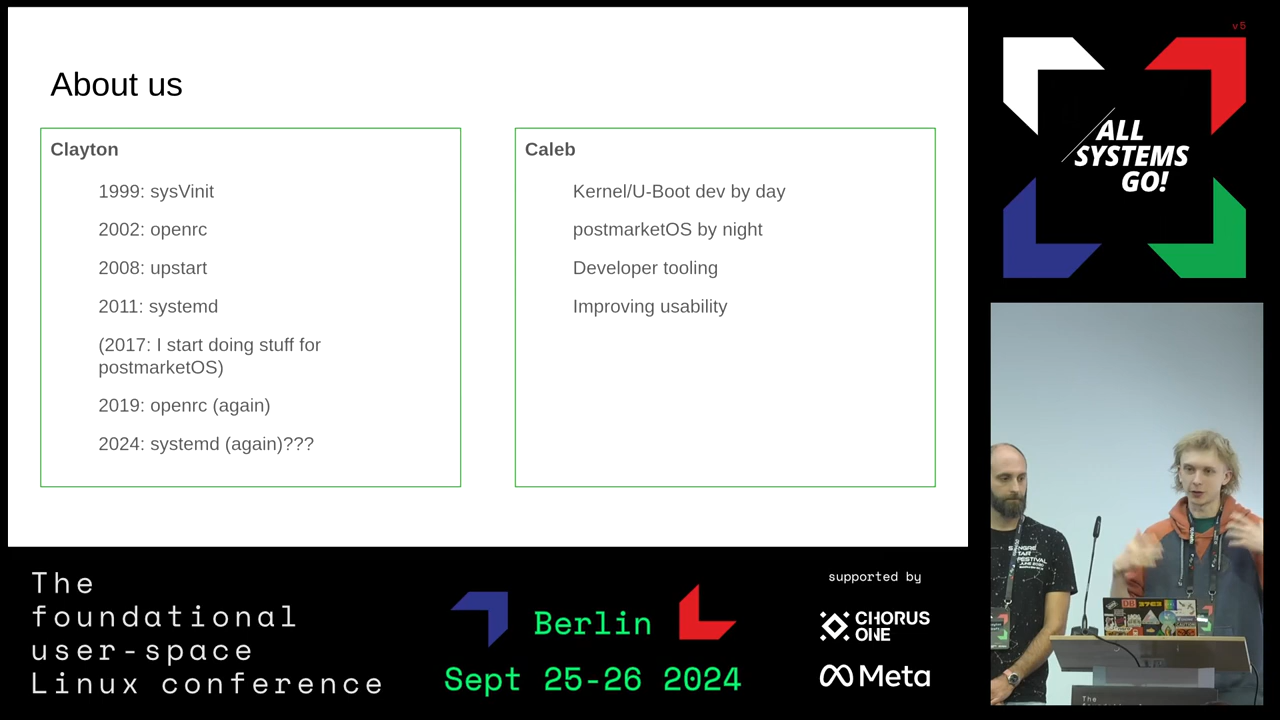 About us
Clayton
1999: sysVinit
2002: openrc
2008: upstart
2011: systemd
(2017: I start doing stuff for
postmarketOS)
2019: openrc (again)
2024: systemd (again)???
Caleb
Kernel/U-Boot dev by day
postmarketOS by night
Developer tooling
Improving usability
v5
ALL
SYSTEMS
GO!
The
foundational
user-space
Linux conference
Berlin
Sept 25-26 2024
supported by
CHORUS
ONE
Meta
The